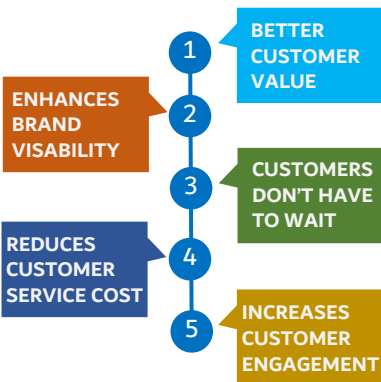 1
BETTER
CUSTOMER
VALUE
ENHANCES
BRAND
VISABILITY
2
3
CUSTOMERS
DON'T HAVE
TO WAIT
REDUCES
CUSTOMER
SERVICE COST
4
5
INCREASES
CUSTOMER
ENGAGEMENT